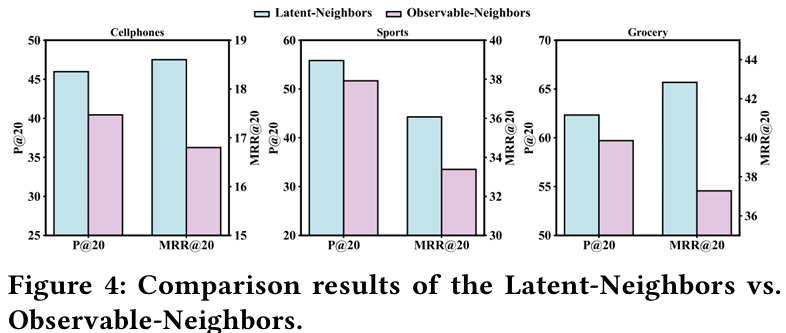 Latent-Neighbors Observable-Neighbors
Cellphones
50
45
40
35
30
25
P@20
19
18
17
16
15
MRR@20
P@20 MRR@20
Sports
60
50
40
30
20
P@20
40
38
36
34
32
30
MRR@20
P@20 MRR@20
Grocery
70
65
60
55
50
P@20
44
42
40
38
36
MRR@20
P@20 MRR@20
Figure 4: Comparison results of the Latent-Neighbors vs.
Observable-Neighbors.